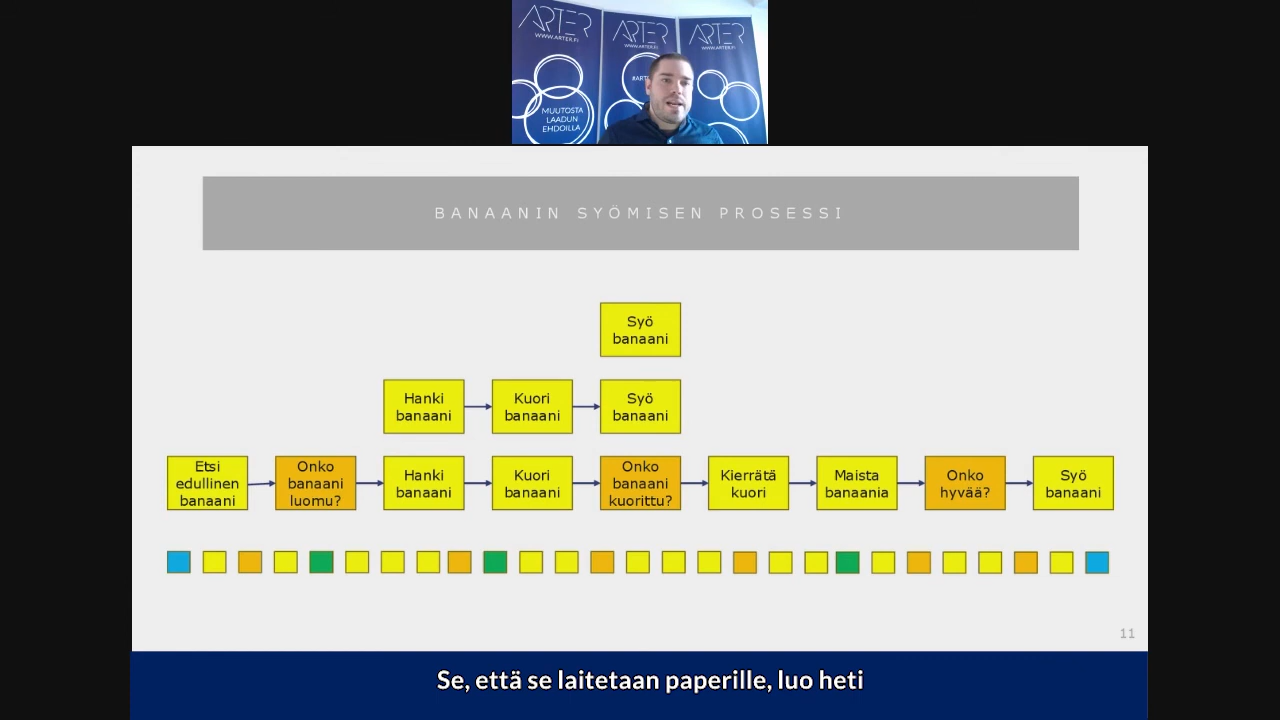 ARTER
WWW.ARTER.FI
MUUTOSTA
LAADUN
EHDOILLA
ARTER
WWW.ARTER.FI
ARTER
WWW.ARTER.FI
BANAANIN SYÖMISEN PROSESSI
Syö
banaani
Hanki
banaani
Kuori
banaani
Syö
banaani
Etsi
edullinen
banaani
Onko
banaani
luomu?
Hanki
banaani
Kuori
banaani
Onko
banaani
kuorittu?
Kierrätä
kuori
Maista
banaania
Onko
hyvää?
Syö
banaani
11
Se, että se laitetaan paperille, luo heti